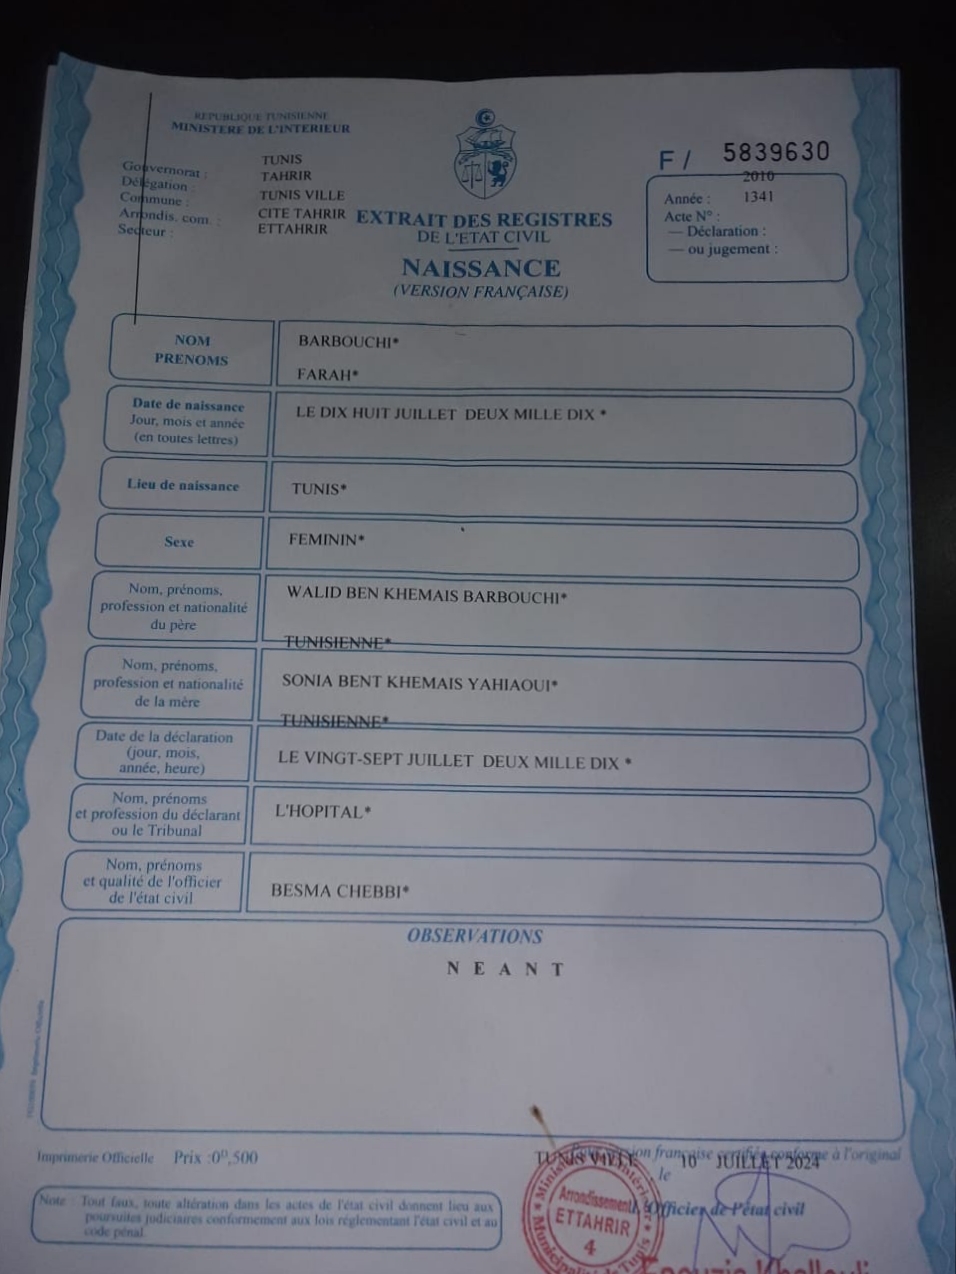 REPUBLIQUE TUNISIENNE
MINISTERE DE L'INTERIEUR
Gouvernorat : TUNIS
Délégation : TAHRIR
Commune : TUNIS VILLE
Arrondis. com. : CITE TAHRIR
Secteur : ETTAHRIR
F / 5839630
2010
Année : 1341
Acte N° :
— Déclaration :
— ou jugement :
EXTRAIT DES REGISTRES
DE L'ETAT CIVIL
NAISSANCE
(VERSION FRANÇAISE)
NOM BARBOUCHI*
PRENOMS FARAH*
Date de naissance
Jour, mois et année
(en toutes lettres)
LE DIX HUIT JUILLET DEUX MILLE DIX *
Lieu de naissance TUNIS*
Sexe FEMININ*
Nom, prénoms,
profession et nationalité
du père
WALID BEN KHEMAIS BARBOUCHI*
TUNISIENNE*
Nom, prénoms,
profession et nationalité
de la mère
SONIA BENT KHEMAIS YAHIAOUI*
TUNISIENNE*
Date de la déclaration
(jour, mois,
année, heure)
LE VINGT-SEPT JUILLET DEUX MILLE DIX *
Nom, prénoms
et profession du déclarant
ou le Tribunal
L'HOPITAL*
Nom, prénoms
et qualité de l'officier
de l'état civil
BESMA CHEBBI*
OBSERVATIONS
N E A N T
Imprimerie Officielle Prix :0ᴰ,500
TUNIS VILLE française certifiée conforme à l'original
le 10 JUILLET 2024
L'Officier de l'état civil
Arrondissement
ETTAHRIR
4
Municipalité de Tunis
Note : Tout faux, toute altération dans les actes de l'état civil donnent lieu aux
poursuites judiciaires conformement aux lois réglementant l'état civil et au
code pénal.